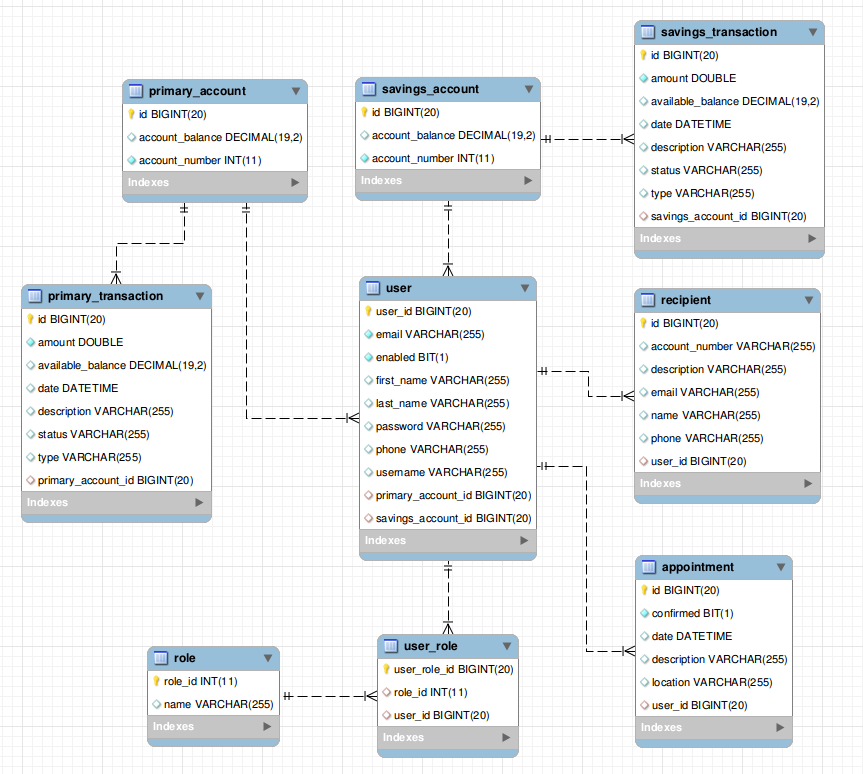 primary_account
id BIGINT(20)
account_balance DECIMAL(19,2)
account_number INT(11)
Indexes
savings_account
id BIGINT(20)
account_balance DECIMAL(19,2)
account_number INT(11)
Indexes
savings_transaction
id BIGINT(20)
amount DOUBLE
available_balance DECIMAL(19,2)
date DATETIME
description VARCHAR(255)
status VARCHAR(255)
type VARCHAR(255)
savings_account_id BIGINT(20)
Indexes
primary_transaction
id BIGINT(20)
amount DOUBLE
available_balance DECIMAL(19,2)
date DATETIME
description VARCHAR(255)
status VARCHAR(255)
type VARCHAR(255)
primary_account_id BIGINT(20)
Indexes
user
user_id BIGINT(20)
email VARCHAR(255)
enabled BIT(1)
first_name VARCHAR(255)
last_name VARCHAR(255)
password VARCHAR(255)
phone VARCHAR(255)
username VARCHAR(255)
primary_account_id BIGINT(20)
savings_account_id BIGINT(20)
Indexes
recipient
id BIGINT(20)
account_number VARCHAR(255)
description VARCHAR(255)
email VARCHAR(255)
name VARCHAR(255)
phone VARCHAR(255)
user_id BIGINT(20)
Indexes
appointment
id BIGINT(20)
confirmed BIT(1)
date DATETIME
description VARCHAR(255)
location VARCHAR(255)
user_id BIGINT(20)
Indexes
role
role_id INT(11)
name VARCHAR(255)
Indexes
user_role
user_role_id BIGINT(20)
role_id INT(11)
user_id BIGINT(20)
Indexes